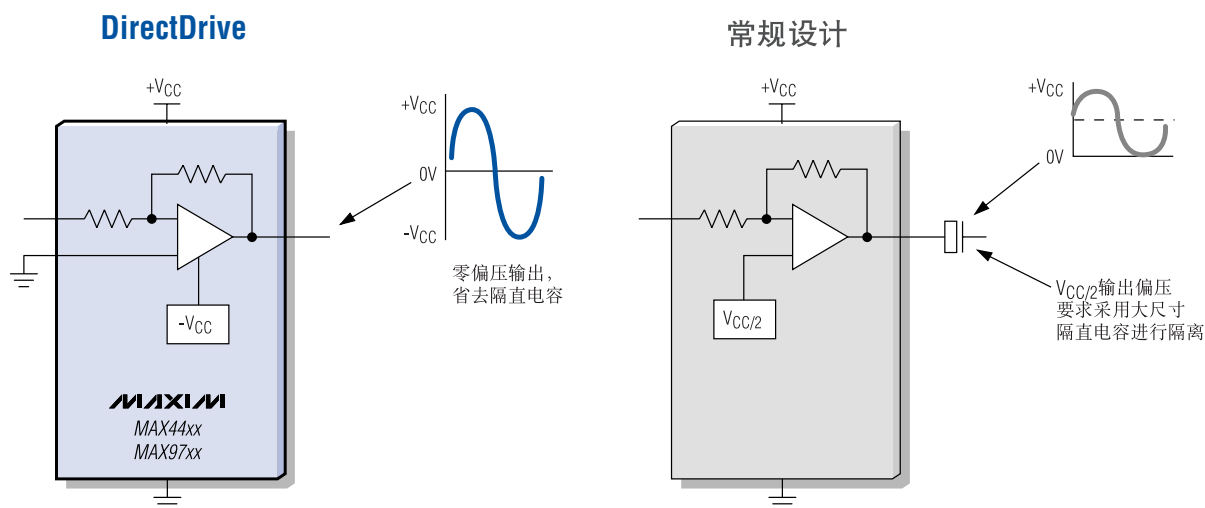 DirectDrive
+VCC
MAXIM
MAX44xx
MAX97xx
-VCC
+VCC
0V
-VCC
零偏压输出，
省去隔直电容
常规设计
+VCC
VCC/2
+VCC
0V
VCC/2输出偏压
要求采用大尺寸
隔直电容进行隔离